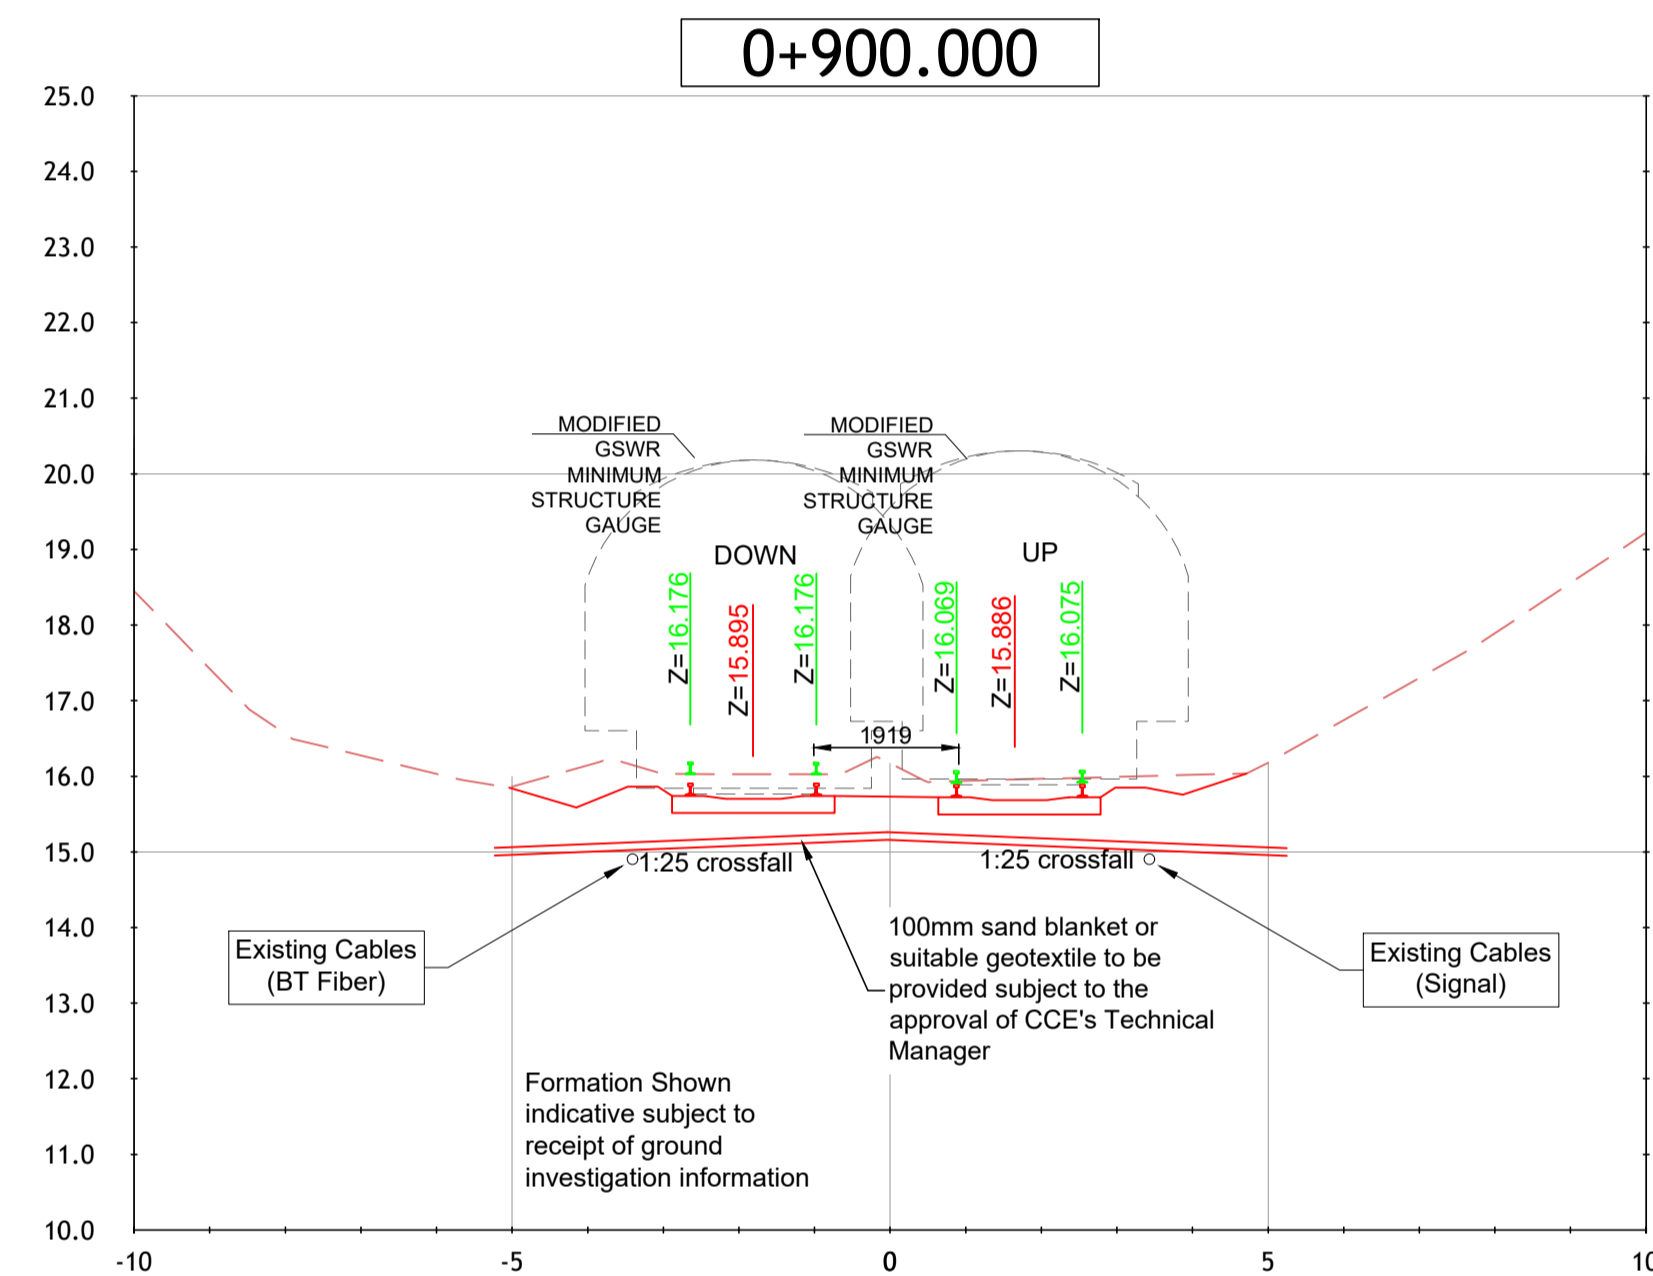 0+900.000
25.0
24.0
23.0
22.0
21.0
20.0
19.0
18.0
17.0
16.0
15.0
14.0
13.0
12.0
11.0
10.0
MODIFIED
GSWR
MINIMUM
STRUCTURE
GAUGE
MODIFIED
GSWR
MINIMUM
STRUCTURE
GAUGE
DOWN
UP
Z=16.176
Z=15.895
Z=16.176
Z=16.069
Z=15.886
Z=16.075
1919
1:25 crossfall
1:25 crossfall
Existing Cables
(BT Fiber)
100mm sand blanket or
suitable geotextile to be
provided subject to the
approval of CCE's Technical
Manager
Existing Cables
(Signal)
Formation Shown
indicative subject to
receipt of ground
investigation information
-10
-5
0
5
10